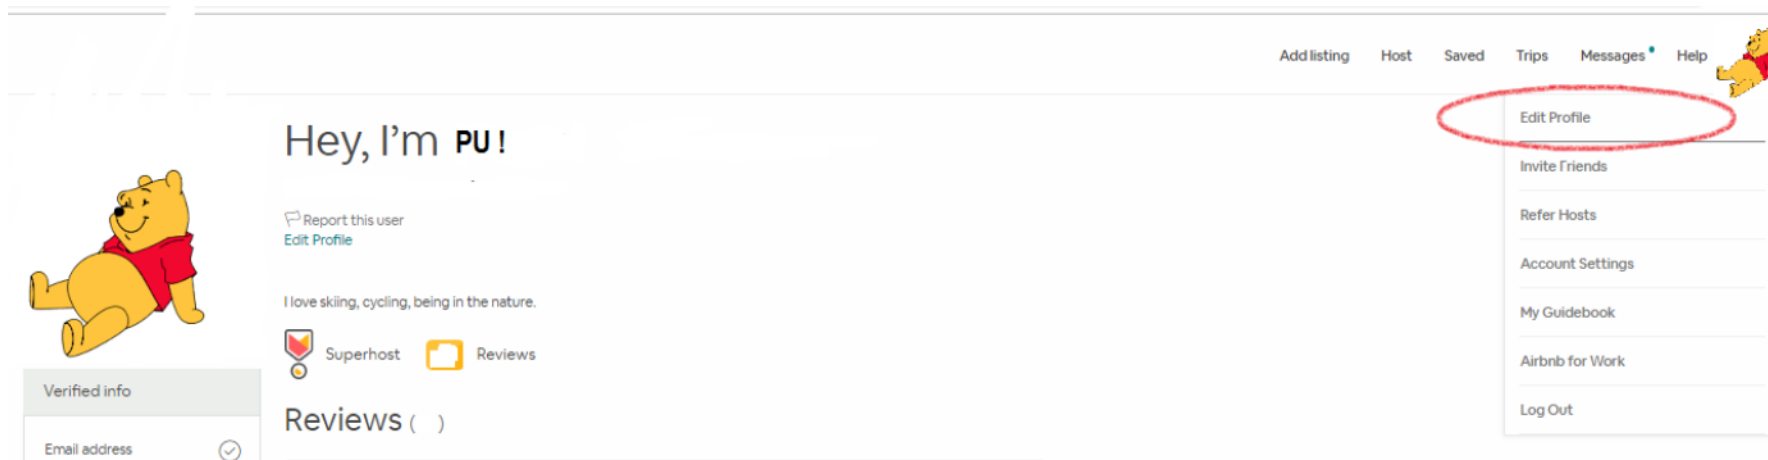 Add listing Host Saved Trips Messages Help
Edit Profile
Invite Friends
Refer Hosts
Account Settings
My Guidebook
Airbnb for Work
Log Out
Hey, I'm PU !
Report this user
Edit Profile
I love skiing, cycling, being in the nature.
Superhost Reviews
Reviews ( )
Verified info
Email address